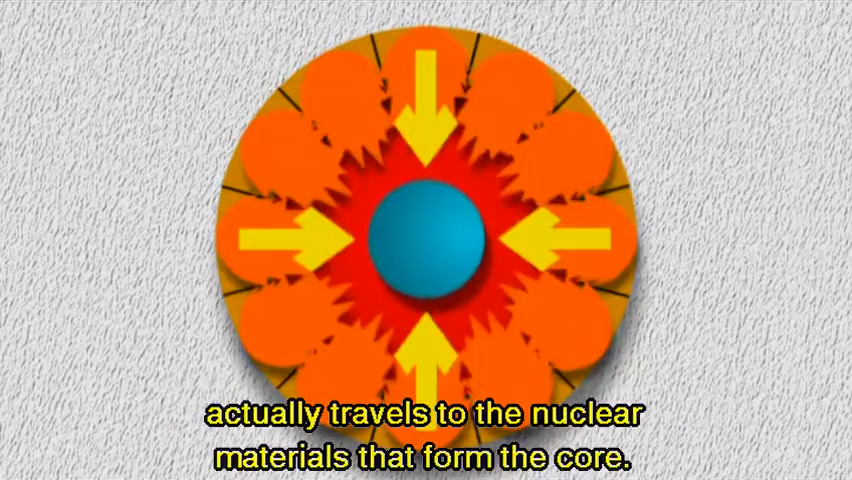 actually travels to the nuclear
materials that form the core.